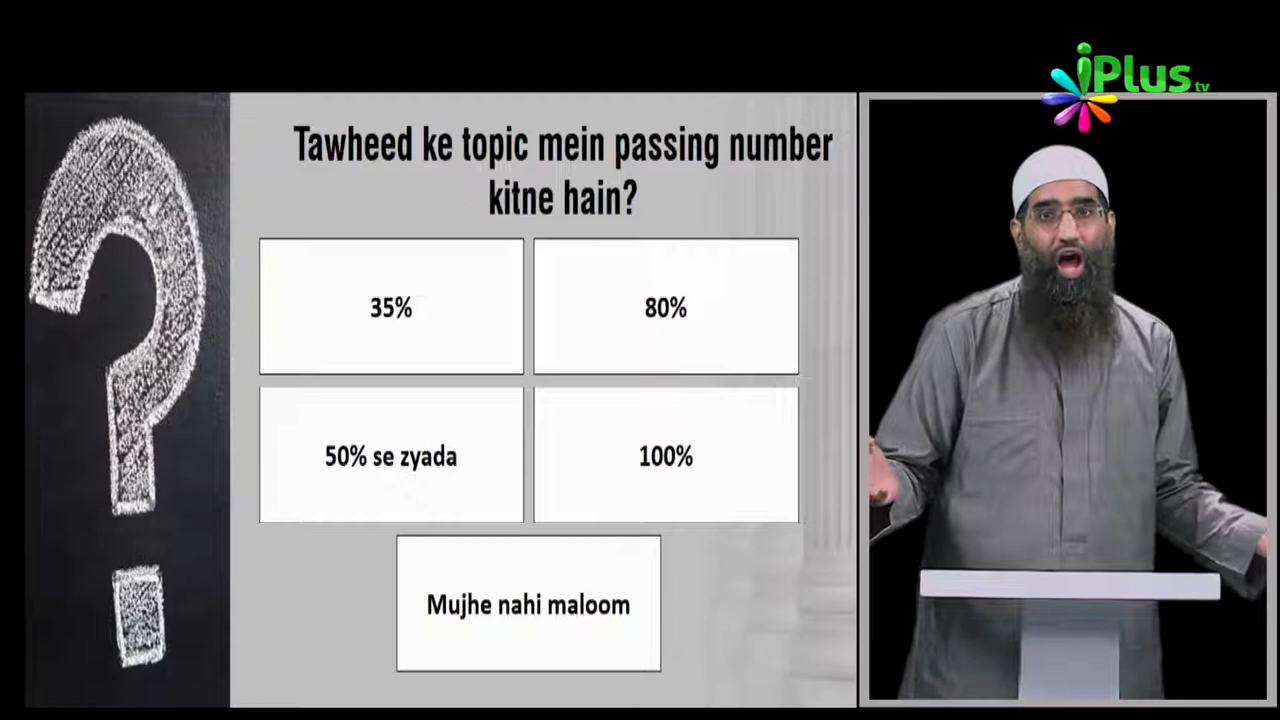 iPlus tv
Tawheed ke topic mein passing number
kitne hain?
35%
80%
50% se zyada
100%
Mujhe nahi maloom